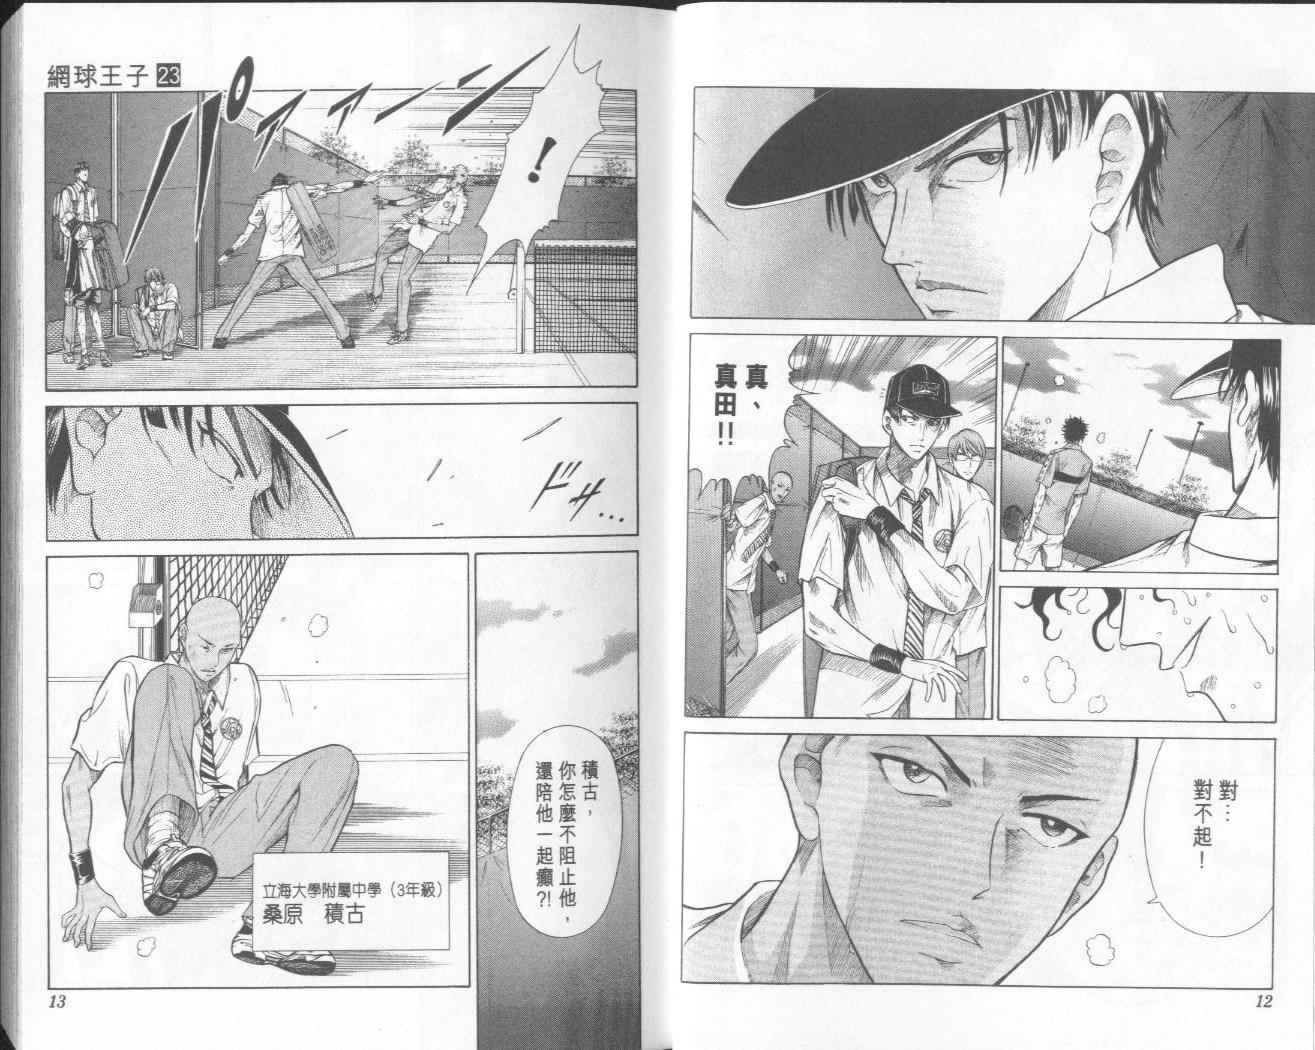 真、
真田!!
對…
對不起！
12
網球王子 23
パァァァン
!
ドサ…
積古，
你怎麼不阻止他，
還陪他一起癲?!
立海大學附屬中學（3年級）
桑原　積古
13